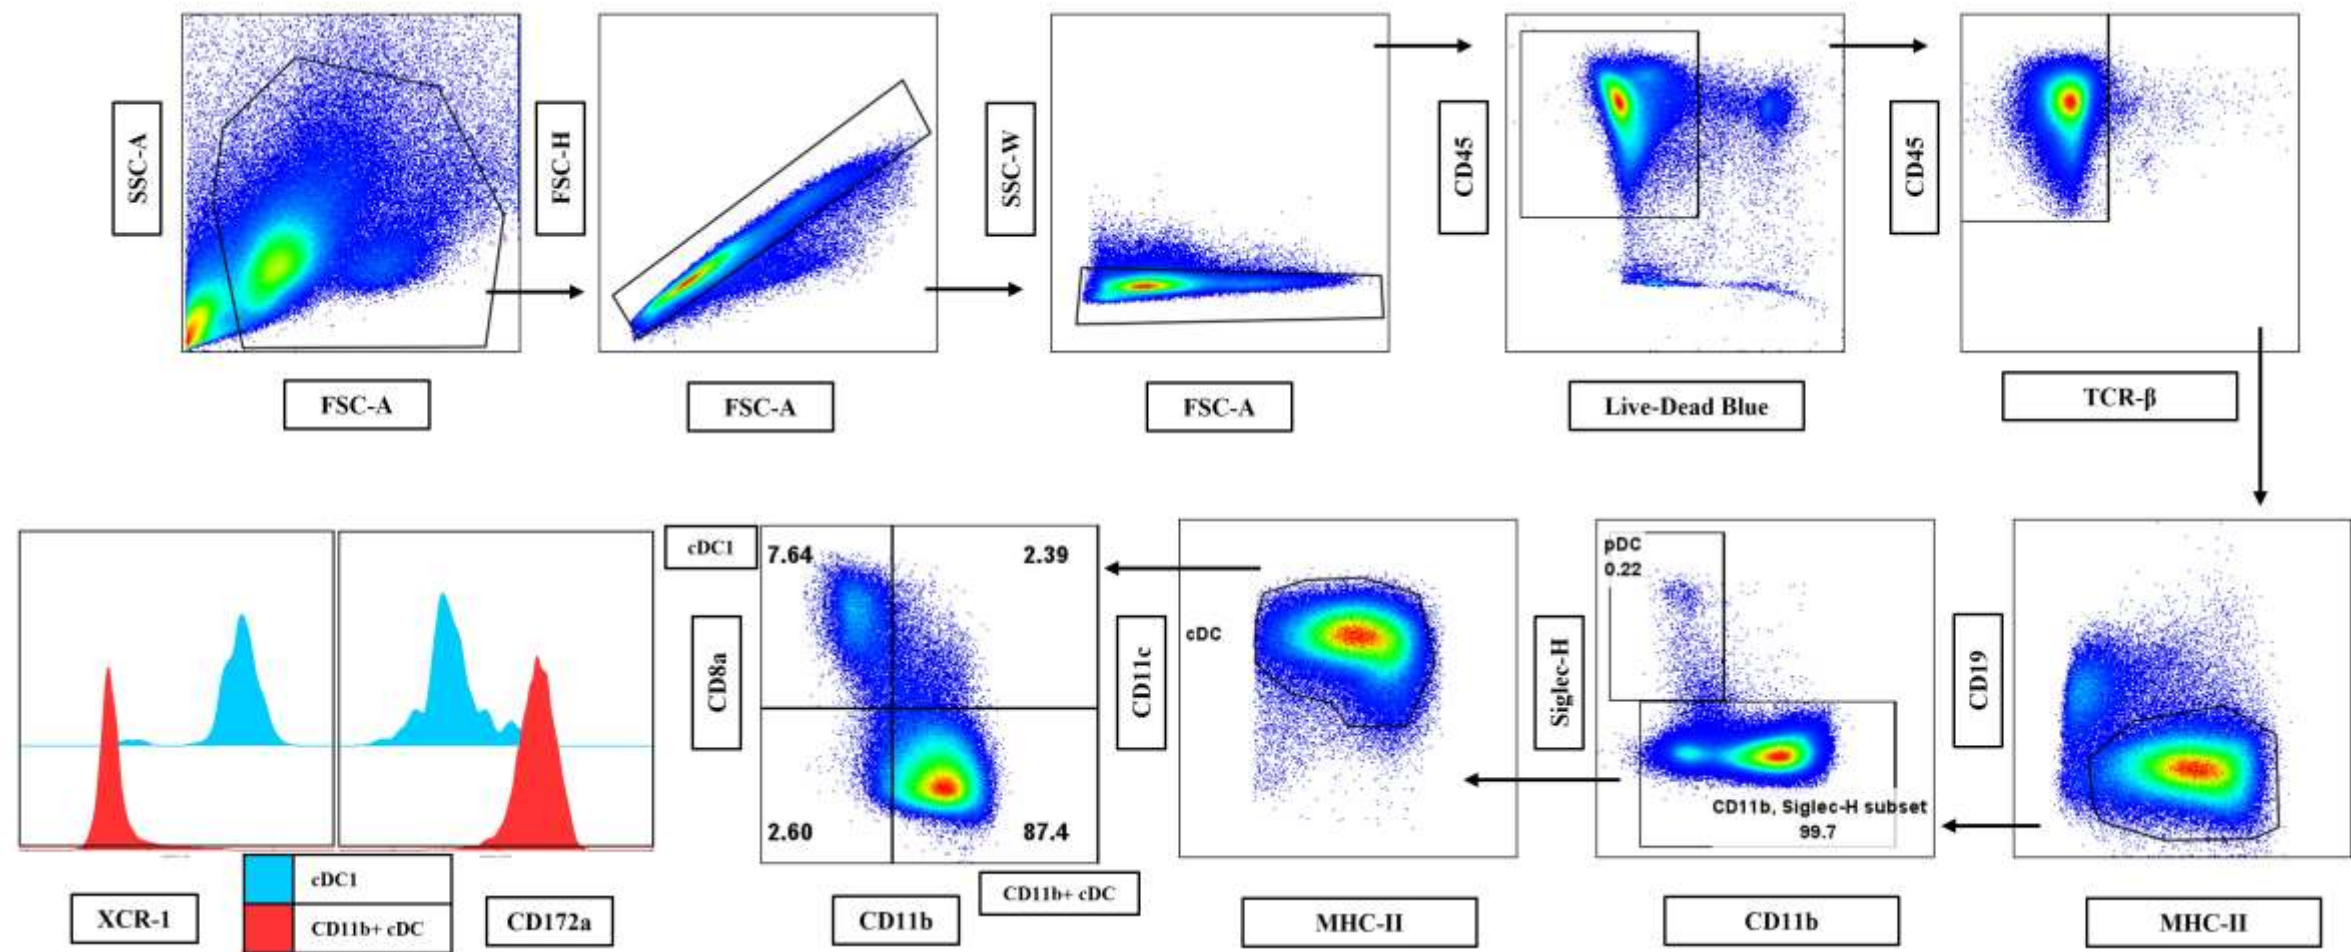 SSC-A
FSC-A
FSC-H
FSC-A
SSC-W
FSC-A
CD45
Live-Dead Blue
CD45
TCR-β
XCR-1
cDC1
CD11b+ cDC
CD172a
cDC1
7.64
2.39
2.60
87.4
CD8a
CD11b
CD11b+ cDC
cDC
CD11c
MHC-II
pDC
0.22
CD11b, Siglec-H subset
99.7
Siglec-H
CD11b
CD19
MHC-II